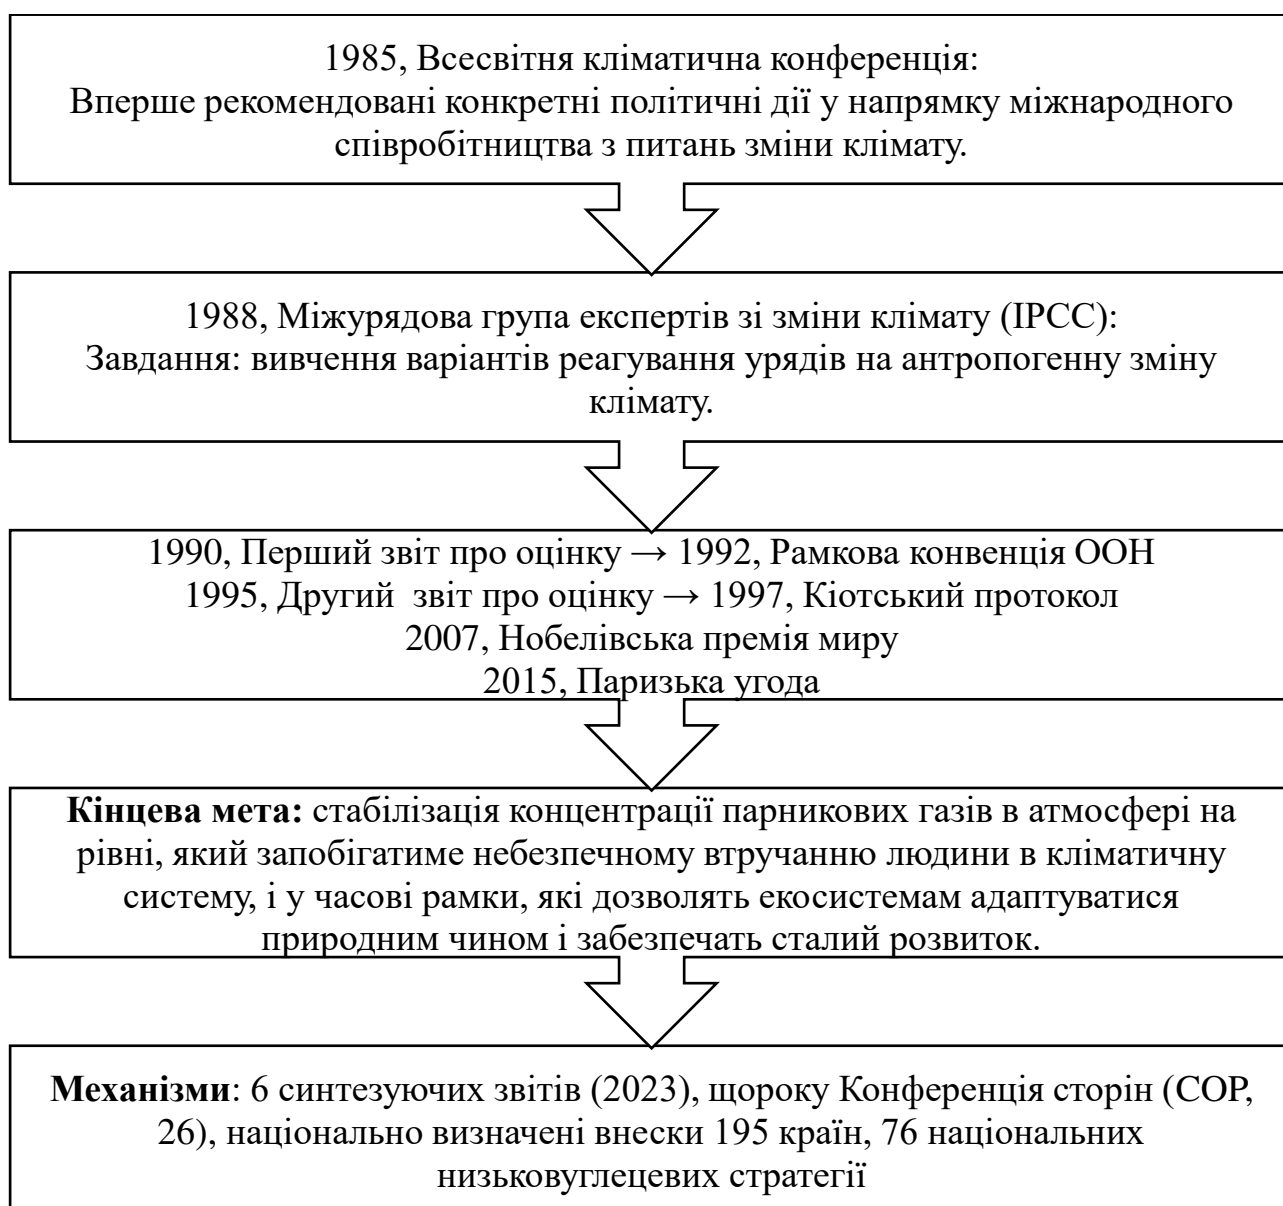 1985, Всесвітня кліматична конференція:
Вперше рекомендовані конкретні політичні дії у напрямку міжнародного
співробітництва з питань зміни клімату.
1988, Міжурядова група експертів зі зміни клімату (IPCC):
Завдання: вивчення варіантів реагування урядів на антропогенну зміну
клімату.
1990, Перший звіт про оцінку → 1992, Рамкова конвенція ООН
1995, Другий  звіт про оцінку → 1997, Кіотський протокол
2007, Нобелівська премія миру
2015, Паризька угода
Кінцева мета: стабілізація концентрації парникових газів в атмосфері на
рівні, який запобігатиме небезпечному втручанню людини в кліматичну
систему, і у часові рамки, які дозволять екосистемам адаптуватися
природним чином і забезпечать сталий розвиток.
Механізми: 6 синтезуючих звітів (2023), щороку Конференція сторін (COP,
26), національно визначені внески 195 країн, 76 національних
низьковуглецевих стратегії